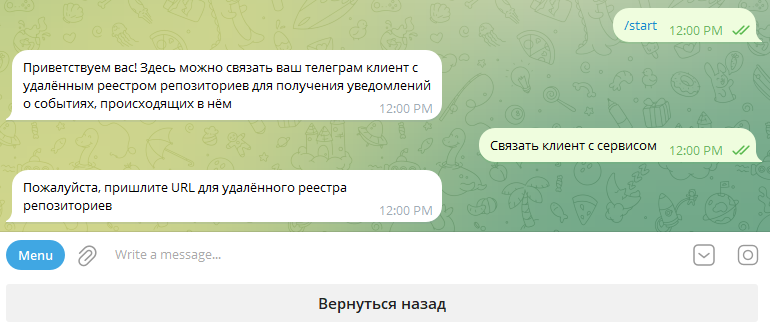 /start 12:00 PM
Приветствуем вас! Здесь можно связать ваш телеграм клиент с
удалённым реестром репозиториев для получения уведомлений
о событиях, происходящих в нём
12:00 PM
Связать клиент с сервисом 12:00 PM
Пожалуйста, пришлите URL для удалённого реестра
репозиториев
12:00 PM
Menu Write a message...
Вернуться назад